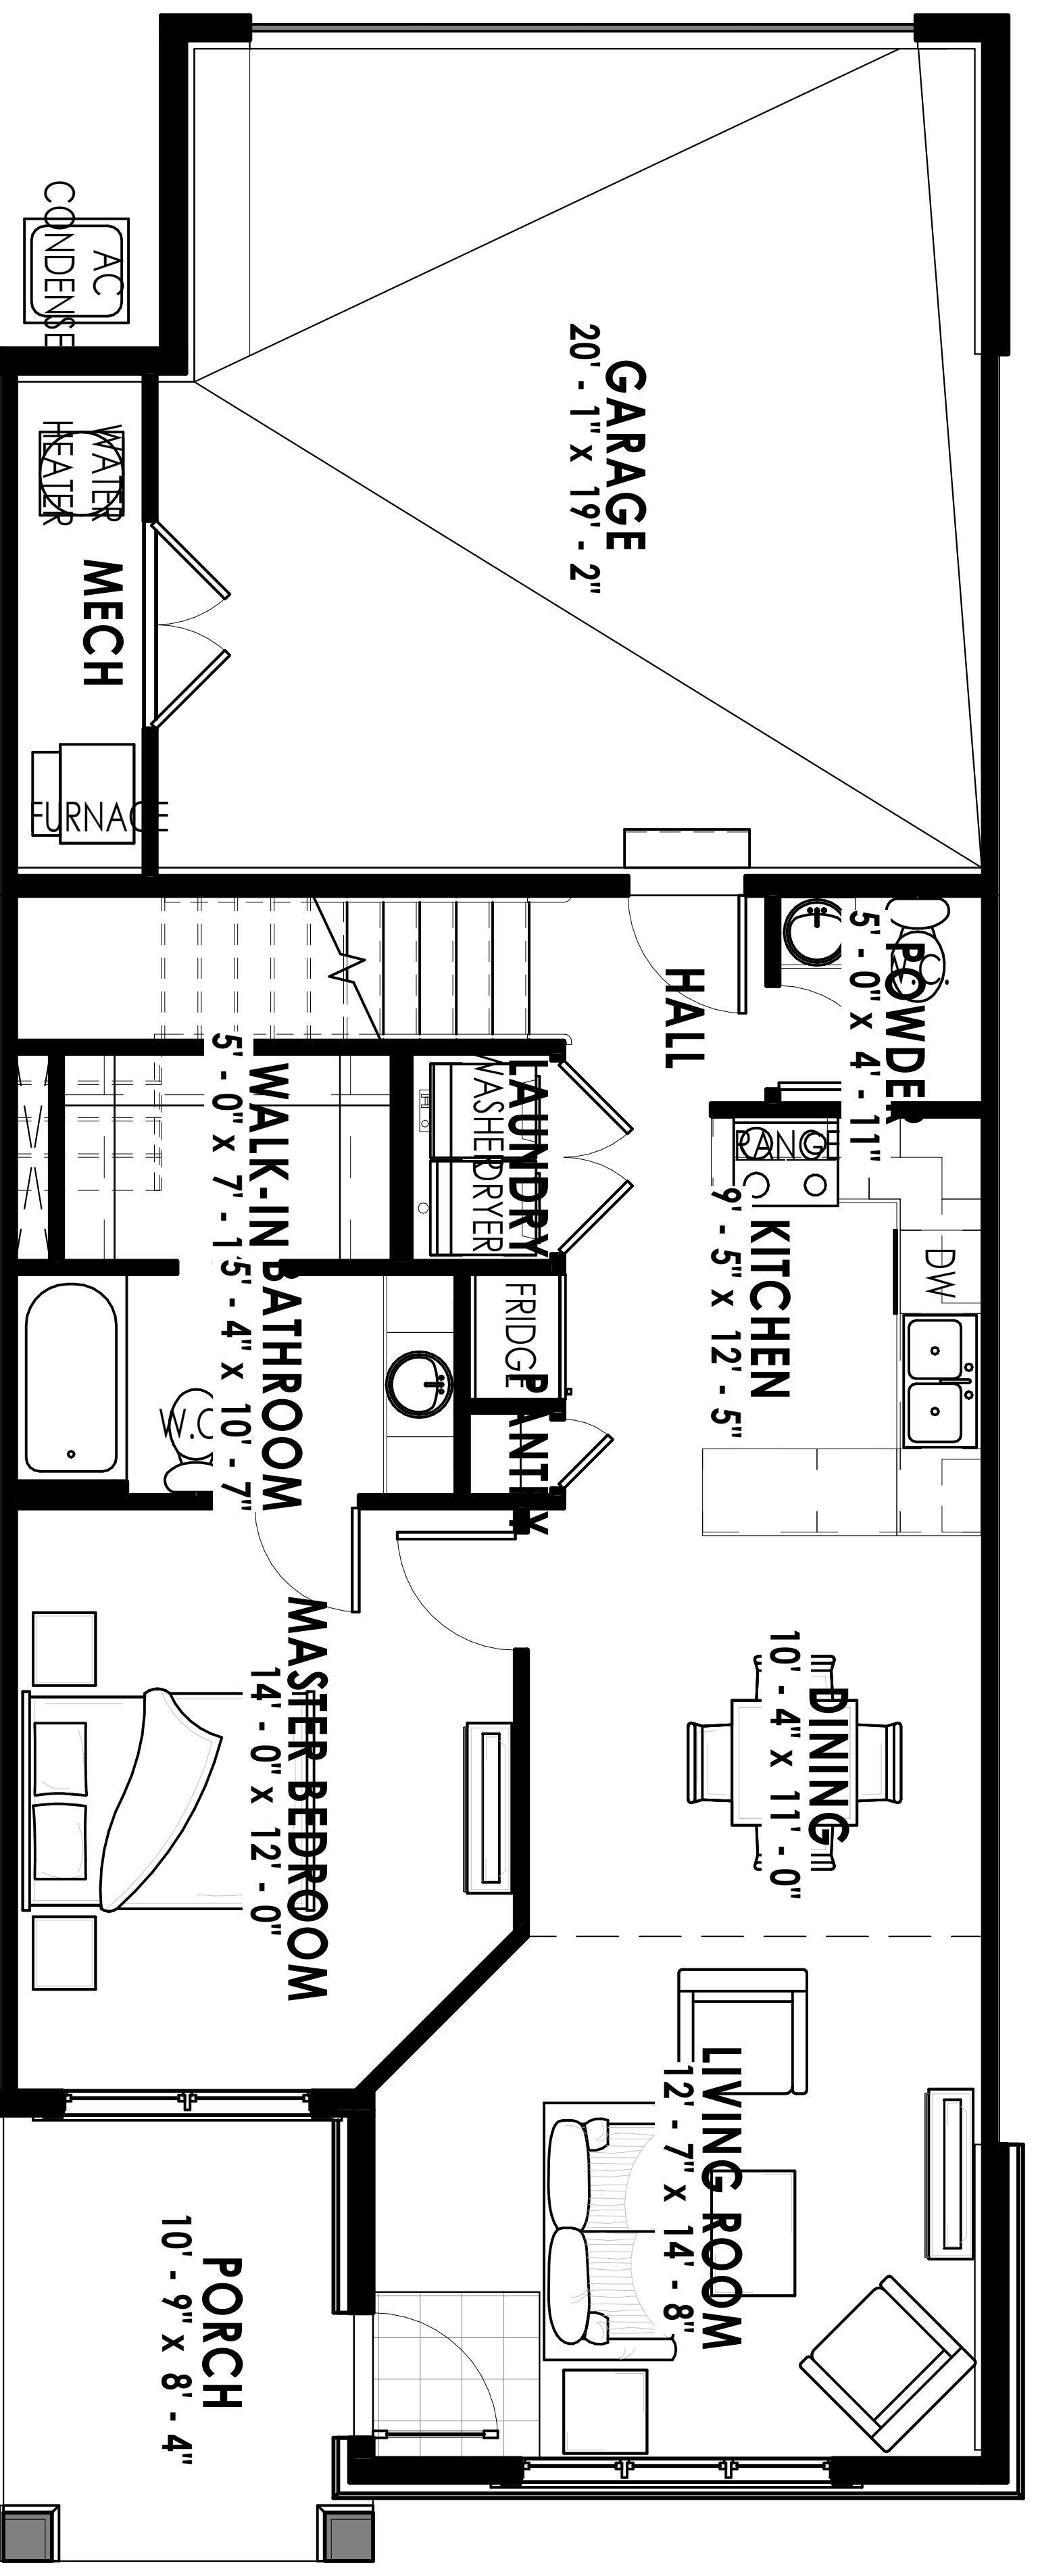 GARAGE
20' - 1" x 19' - 2"
AC
CONDENSE
WATER
HEATER
MECH
FURNACE
HALL
POWDER
5' - 0" x 4' - 11"
LAUNDRY
WASHER
DRYER
WALK-IN
5' - 0" x 7' - 1
RANGE
KITCHEN
9' - 5" x 12' - 5"
DW
FRIDGE
PANTRY
BATHROOM
5' - 4" x 10' - 7"
W.C
MASTER BEDROOM
14' - 0" x 12' - 0"
DINING
10' - 4" x 11' - 0"
LIVING ROOM
12' - 7" x 14' - 8"
PORCH
10' - 9" x 8' - 4"